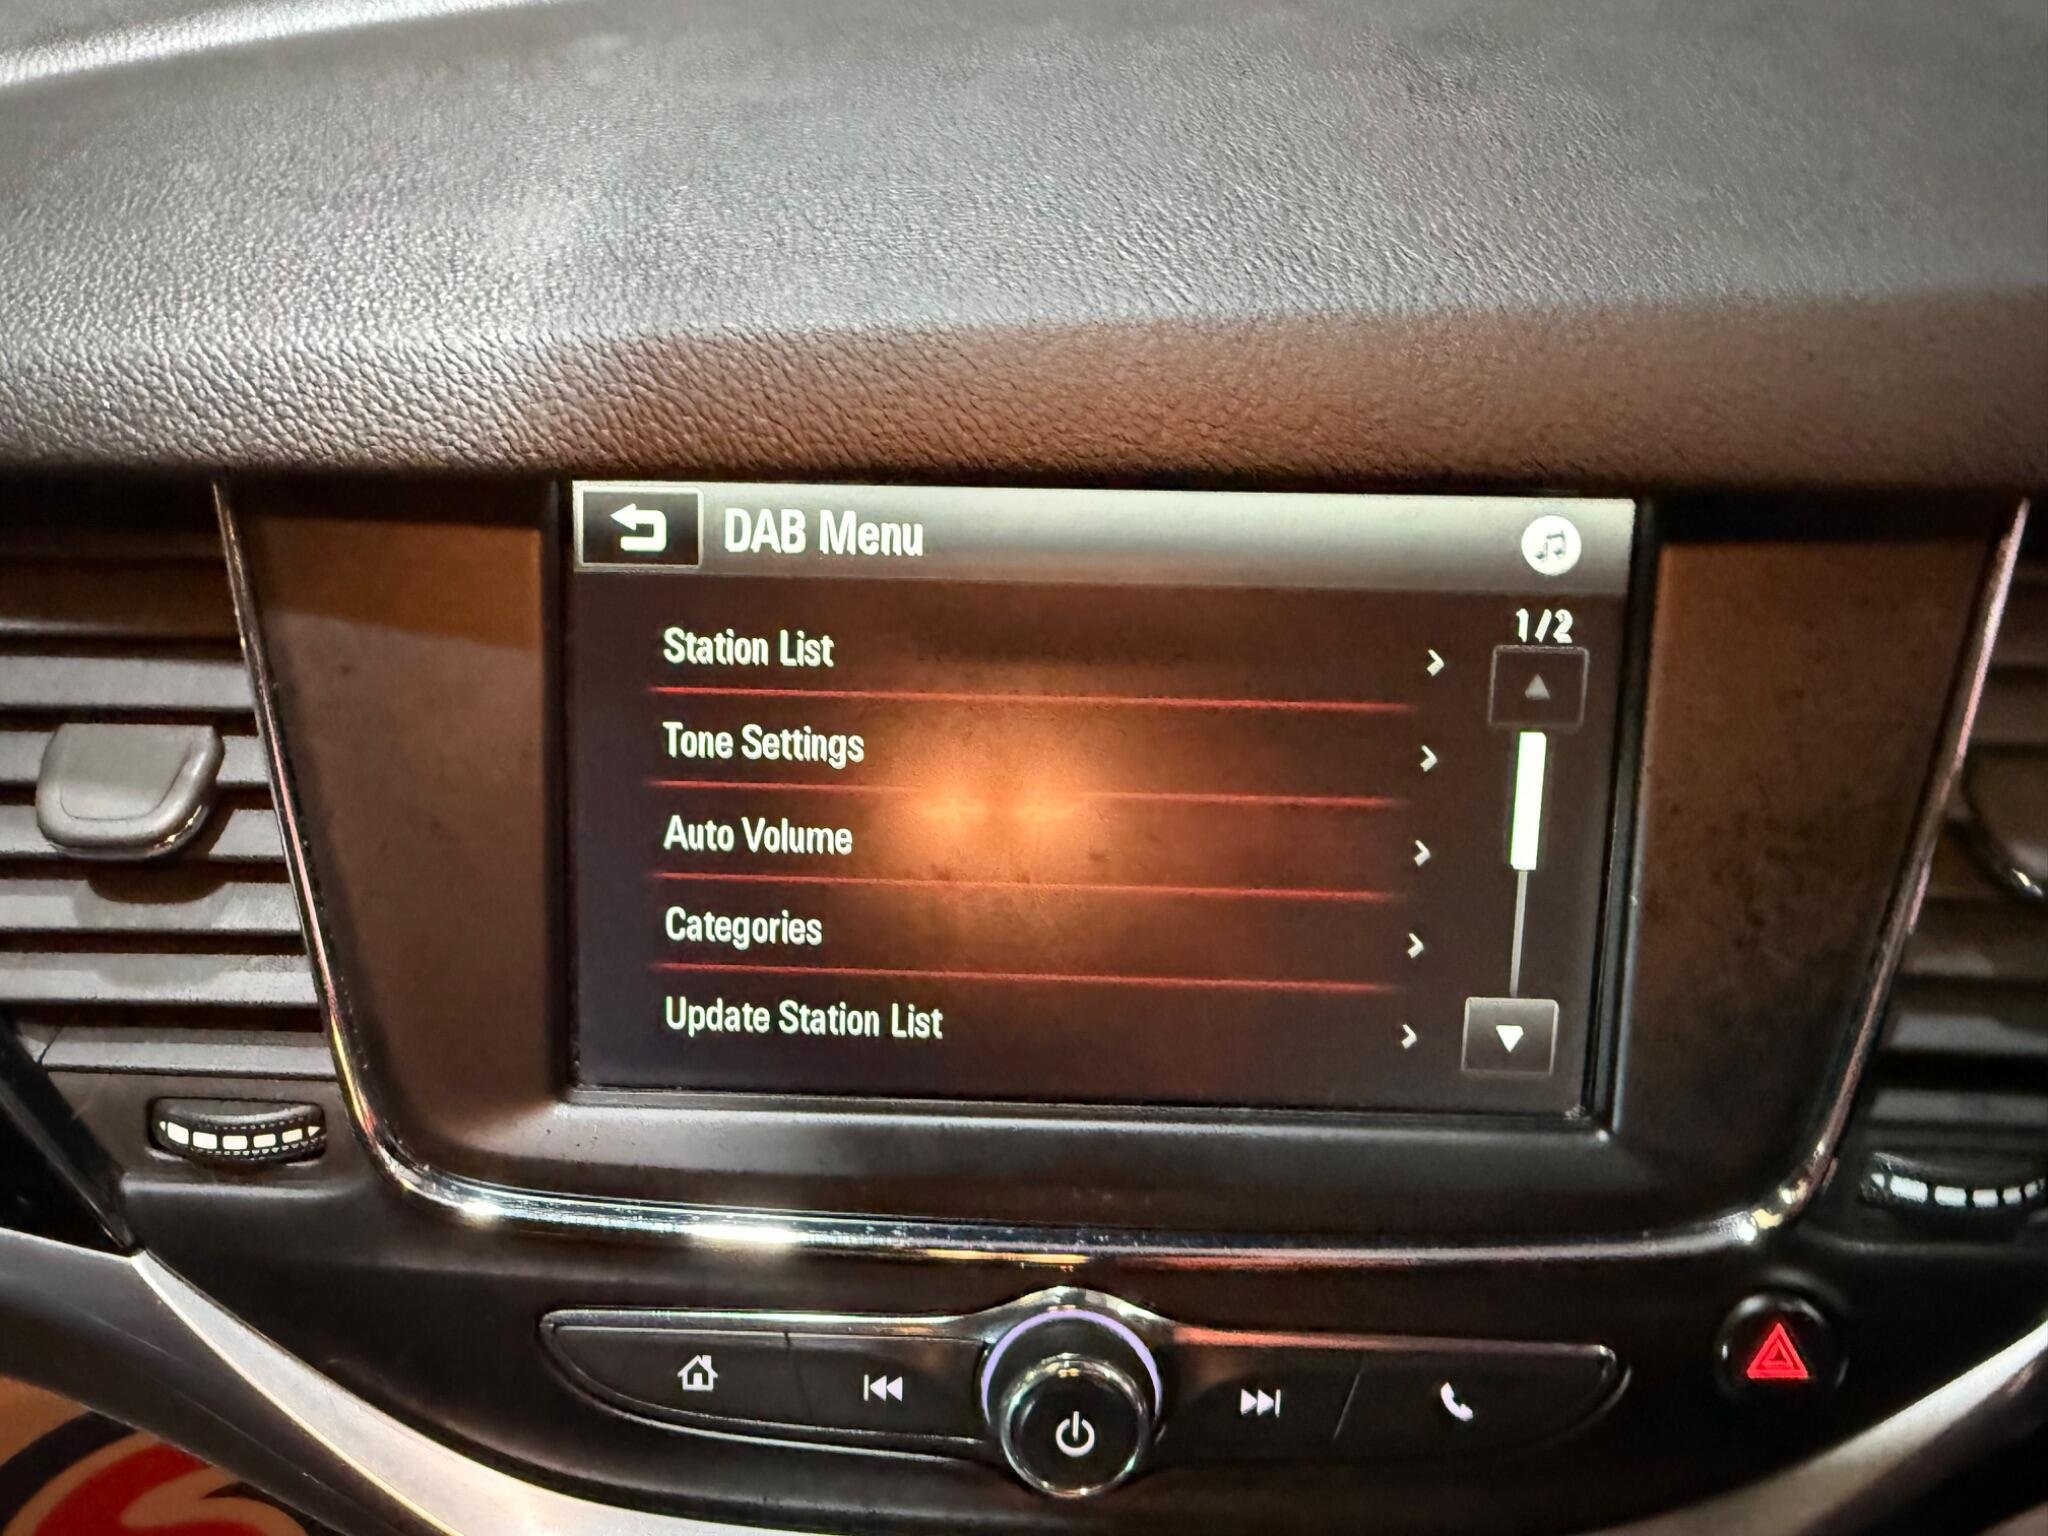 DAB Menu
1/2
Station List
Tone Settings
Auto Volume
Categories
Update Station List